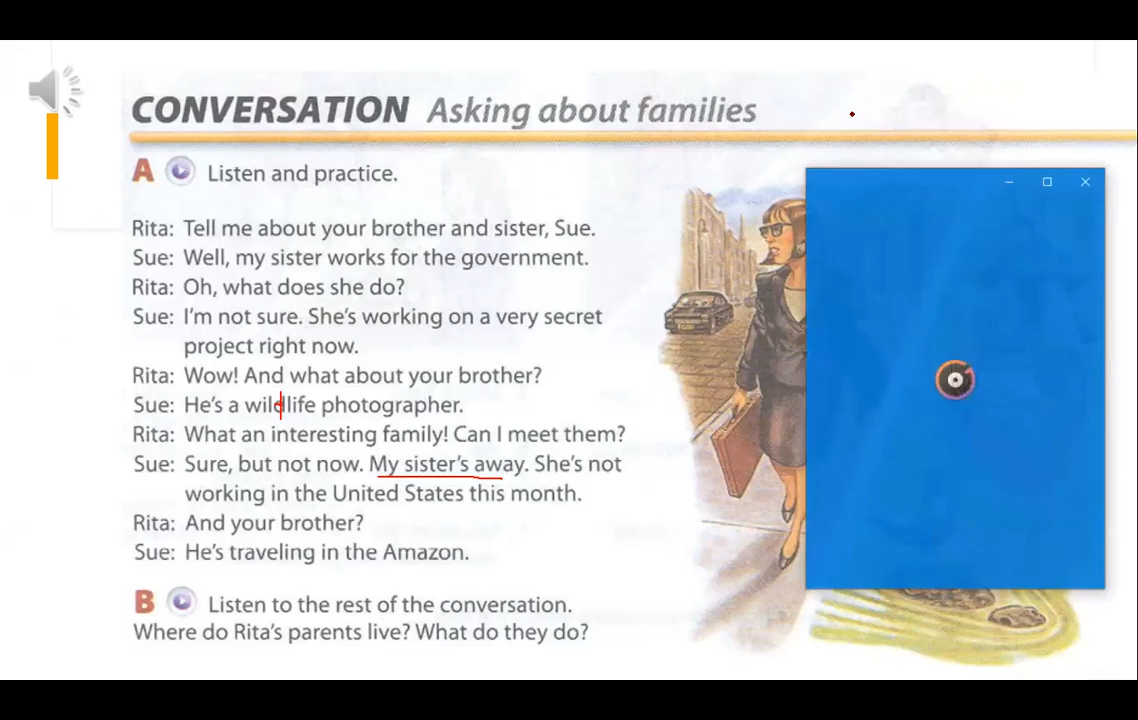 CONVERSATION Asking about families
A Listen and practice.
Rita: Tell me about your brother and sister, Sue.
Sue: Well, my sister works for the government.
Rita: Oh, what does she do?
Sue: I'm not sure. She's working on a very secret
project right now.
Rita: Wow! And what about your brother?
Sue: He's a wildlife photographer.
Rita: What an interesting family! Can I meet them?
Sue: Sure, but not now. My sister's away. She's not
working in the United States this month.
Rita: And your brother?
Sue: He's traveling in the Amazon.
B Listen to the rest of the conversation.
Where do Rita's parents live? What do they do?